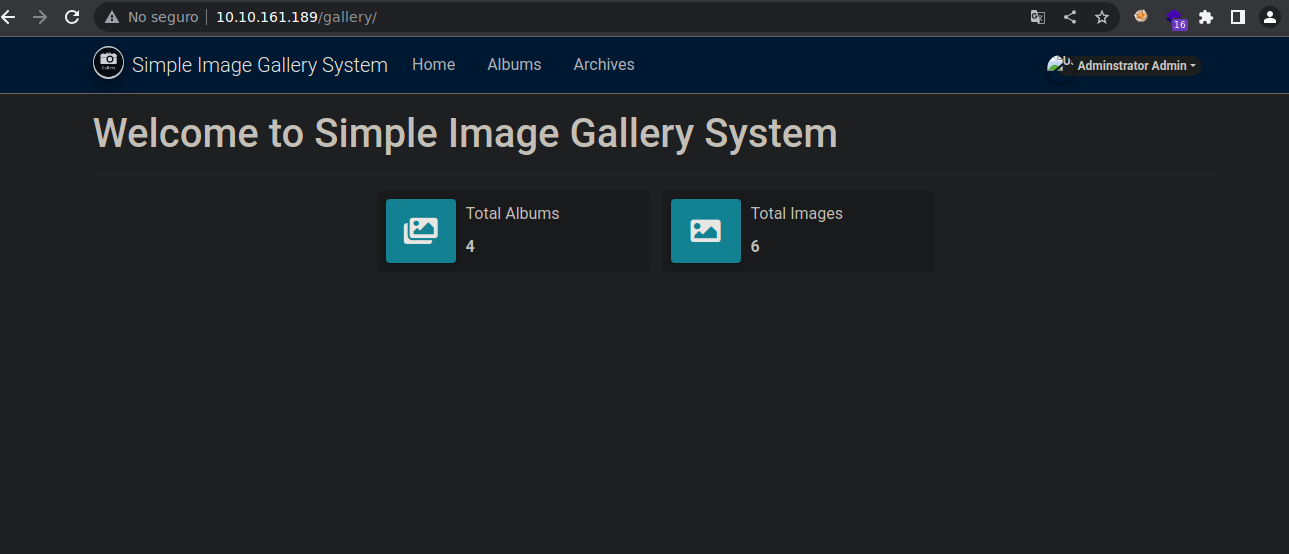 No seguro | 10.10.161.189/gallery/
16
Simple Image Gallery System Home Albums Archives Adminstrator Admin
Welcome to Simple Image Gallery System
Total Albums
4
Total Images
6